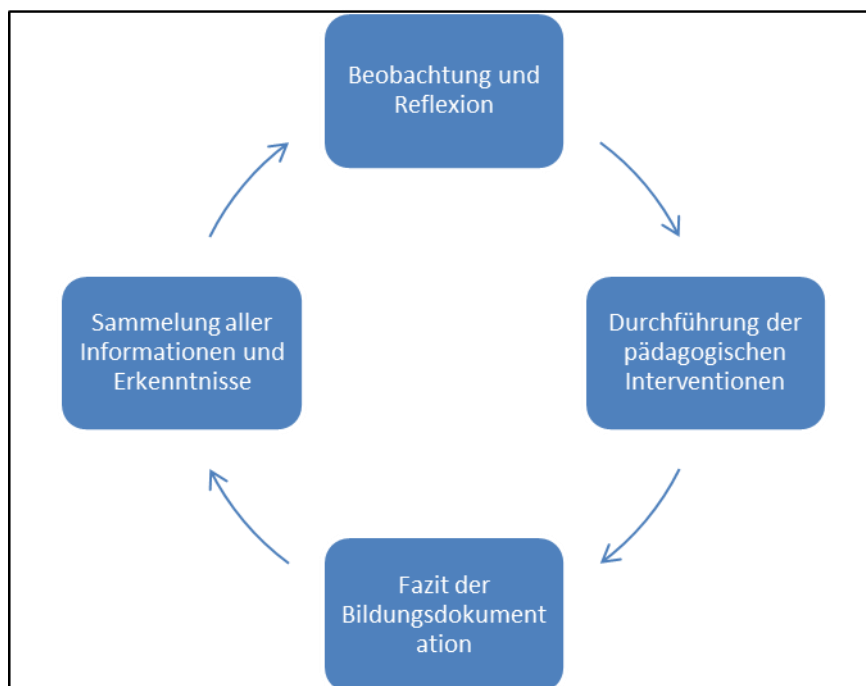 Beobachtung und
Reflexion
Durchführung der
pädagogischen
Interventionen
Fazit der
Bildungsdokument
ation
Sammelung aller
Informationen und
Erkenntnisse